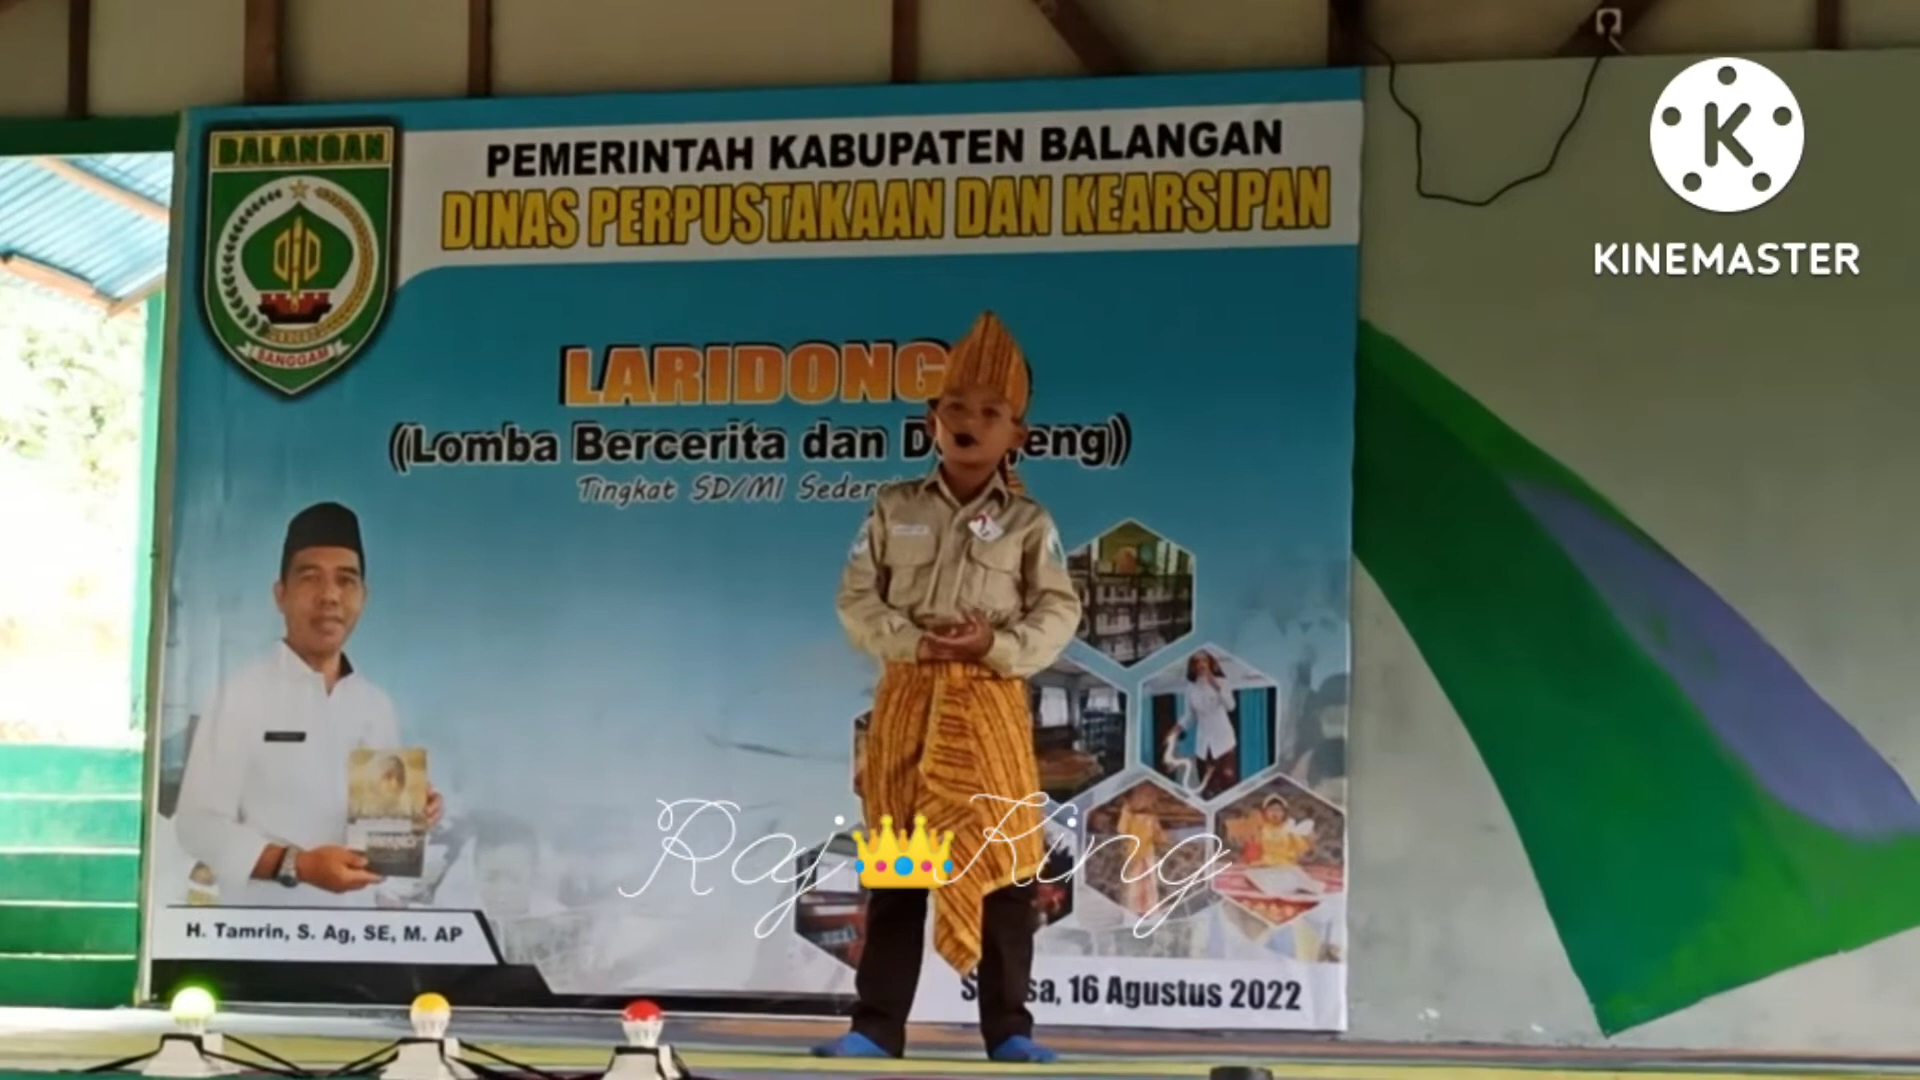 BALANGAN
SANGGAM
PEMERINTAH KABUPATEN BALANGAN
DINAS PERPUSTAKAAN DAN KEARSIPAN
LARIDONG
((Lomba Bercerita dan D eng))
Tingkat SD/MI
H. Tamrin, S. Ag, SE, M. AP
16 Agustus 2022
Raj👑King
K
KINEMASTER